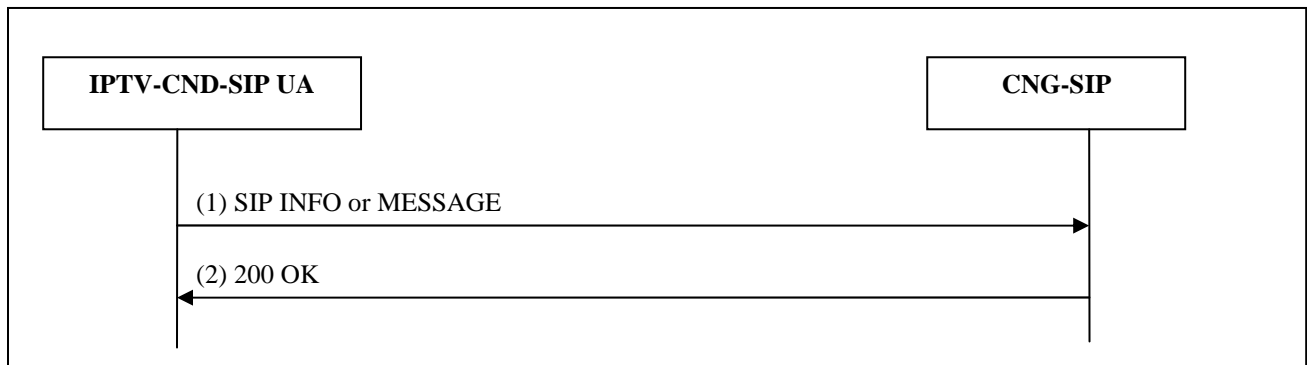 IPTV-CND-SIP UA
CNG-SIP
(1) SIP INFO or MESSAGE
(2) 200 OK